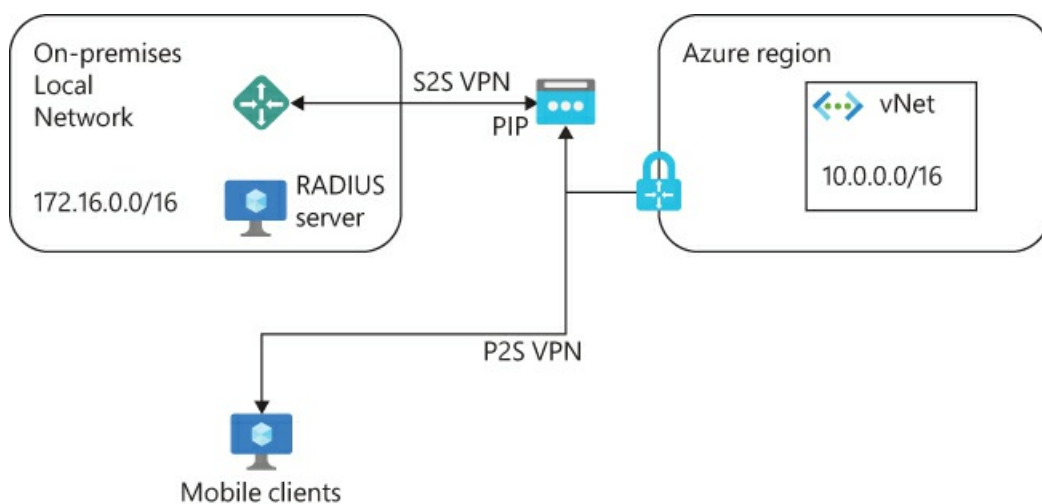 On-premises
Local
Network
172.16.0.0/16
RADIUS
server
S2S VPN
PIP
Azure region
vNet
10.0.0.0/16
P2S VPN
Mobile clients